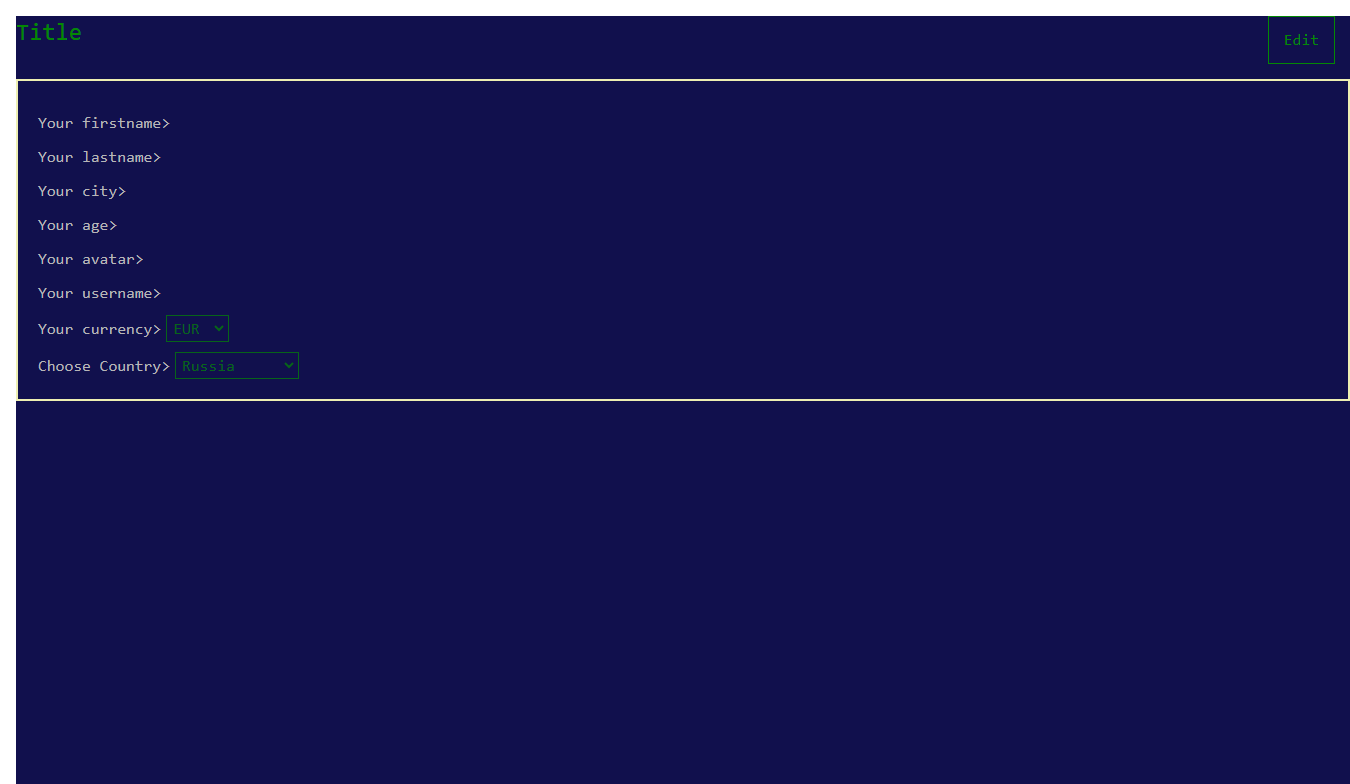 Title
Edit
Your firstname>
Your lastname>
Your city>
Your age>
Your avatar>
Your username>
Your currency> EUR
Choose Country> Russia